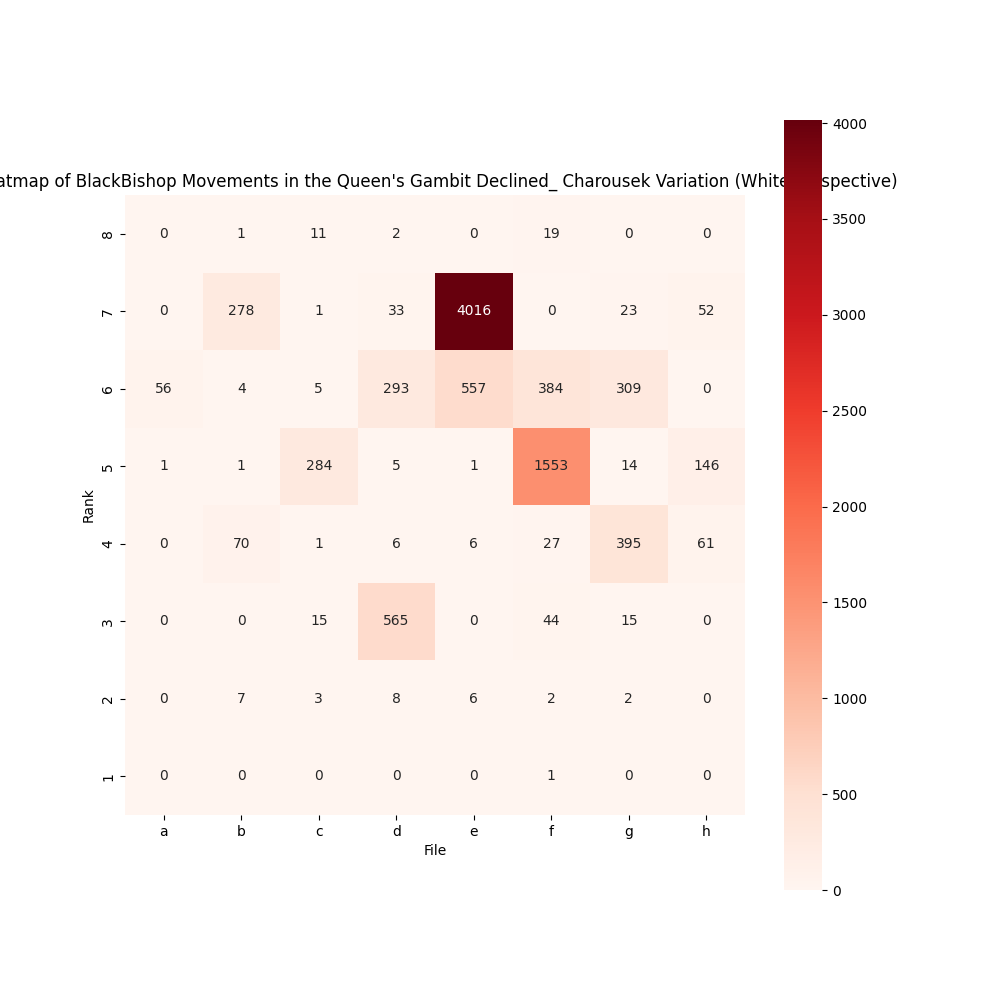 atmap of BlackBishop Movements in the Queen's Gambit Declined_ Charousek Variation (White spective)
8 0 1 11 2 0 19 0 0
7 0 278 1 33 4016 0 23 52
6 56 4 5 293 557 384 309 0
5 1 1 284 5 1 1553 14 146
Rank
4 0 70 1 6 6 27 395 61
3 0 0 15 565 0 44 15 0
2 0 7 3 8 6 2 2 0
1 0 0 0 0 0 1 0 0
a b c d e f g h
File
4000
3500
3000
2500
2000
1500
1000
500
0